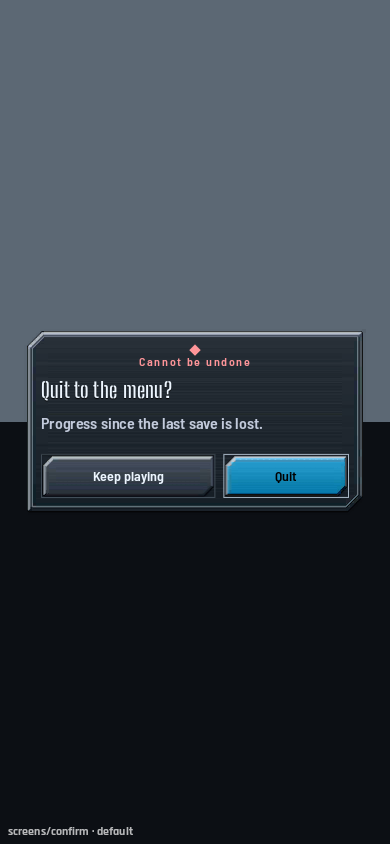 Cannot be undone
Quit to the menu?
Progress since the last save is lost.
Keep playing
Quit
screens/confirm · default